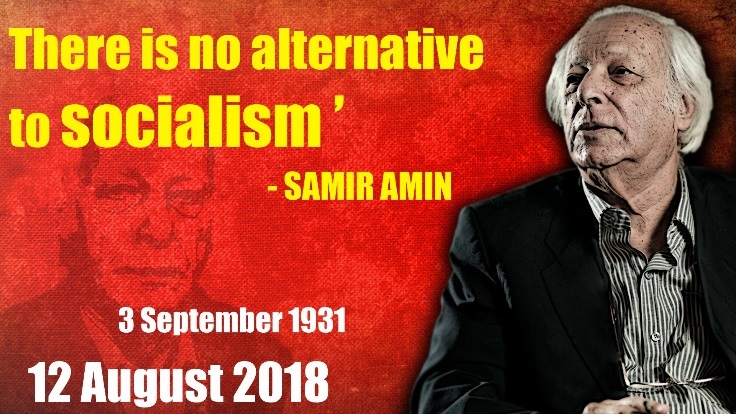 There is no alternative
to socialism ’
- SAMIR AMIN
3 September 1931
12 August 2018